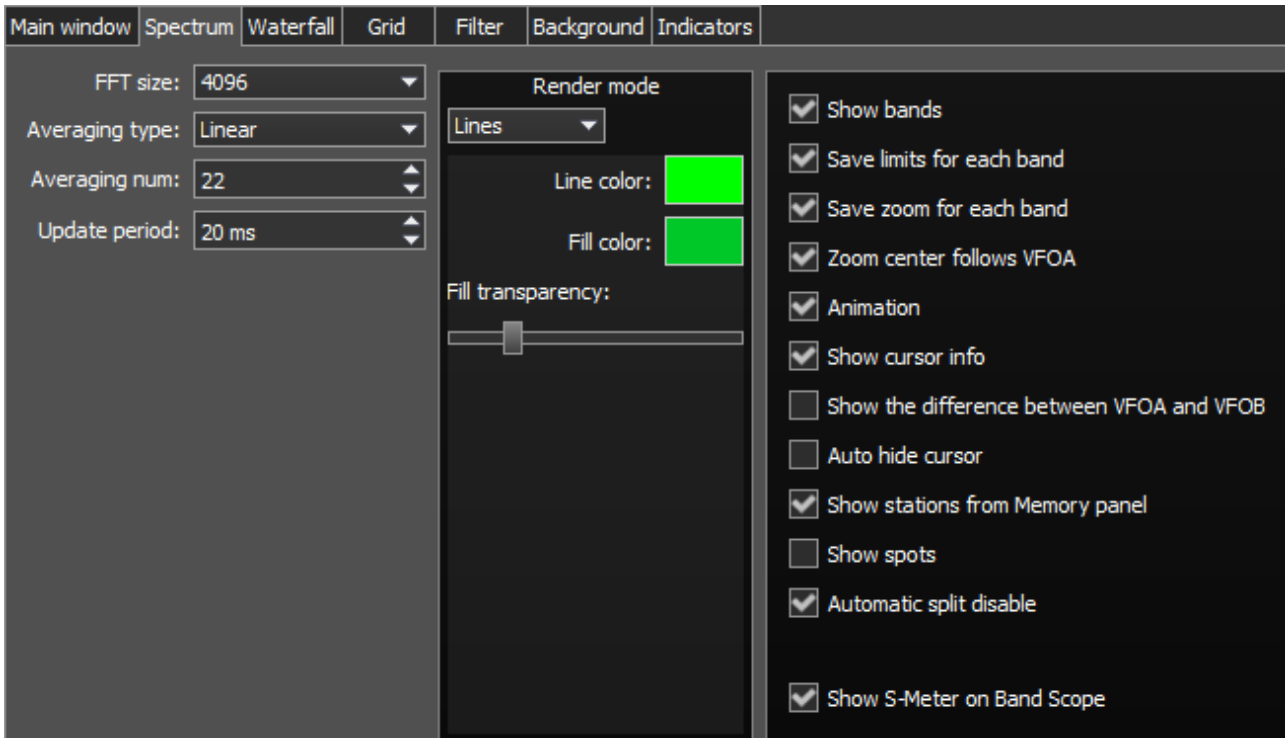 Main window Spectrum Waterfall Grid Filter Background Indicators
FFT size: 4096
Averaging type: Linear
Averaging num: 22
Update period: 20 ms
Render mode
Lines
Line color:
Fill color:
Fill transparency:
Show bands
Save limits for each band
Save zoom for each band
Zoom center follows VFOA
Animation
Show cursor info
Show the difference between VFOA and VFOB
Auto hide cursor
Show stations from Memory panel
Show spots
Automatic split disable
Show S-Meter on Band Scope